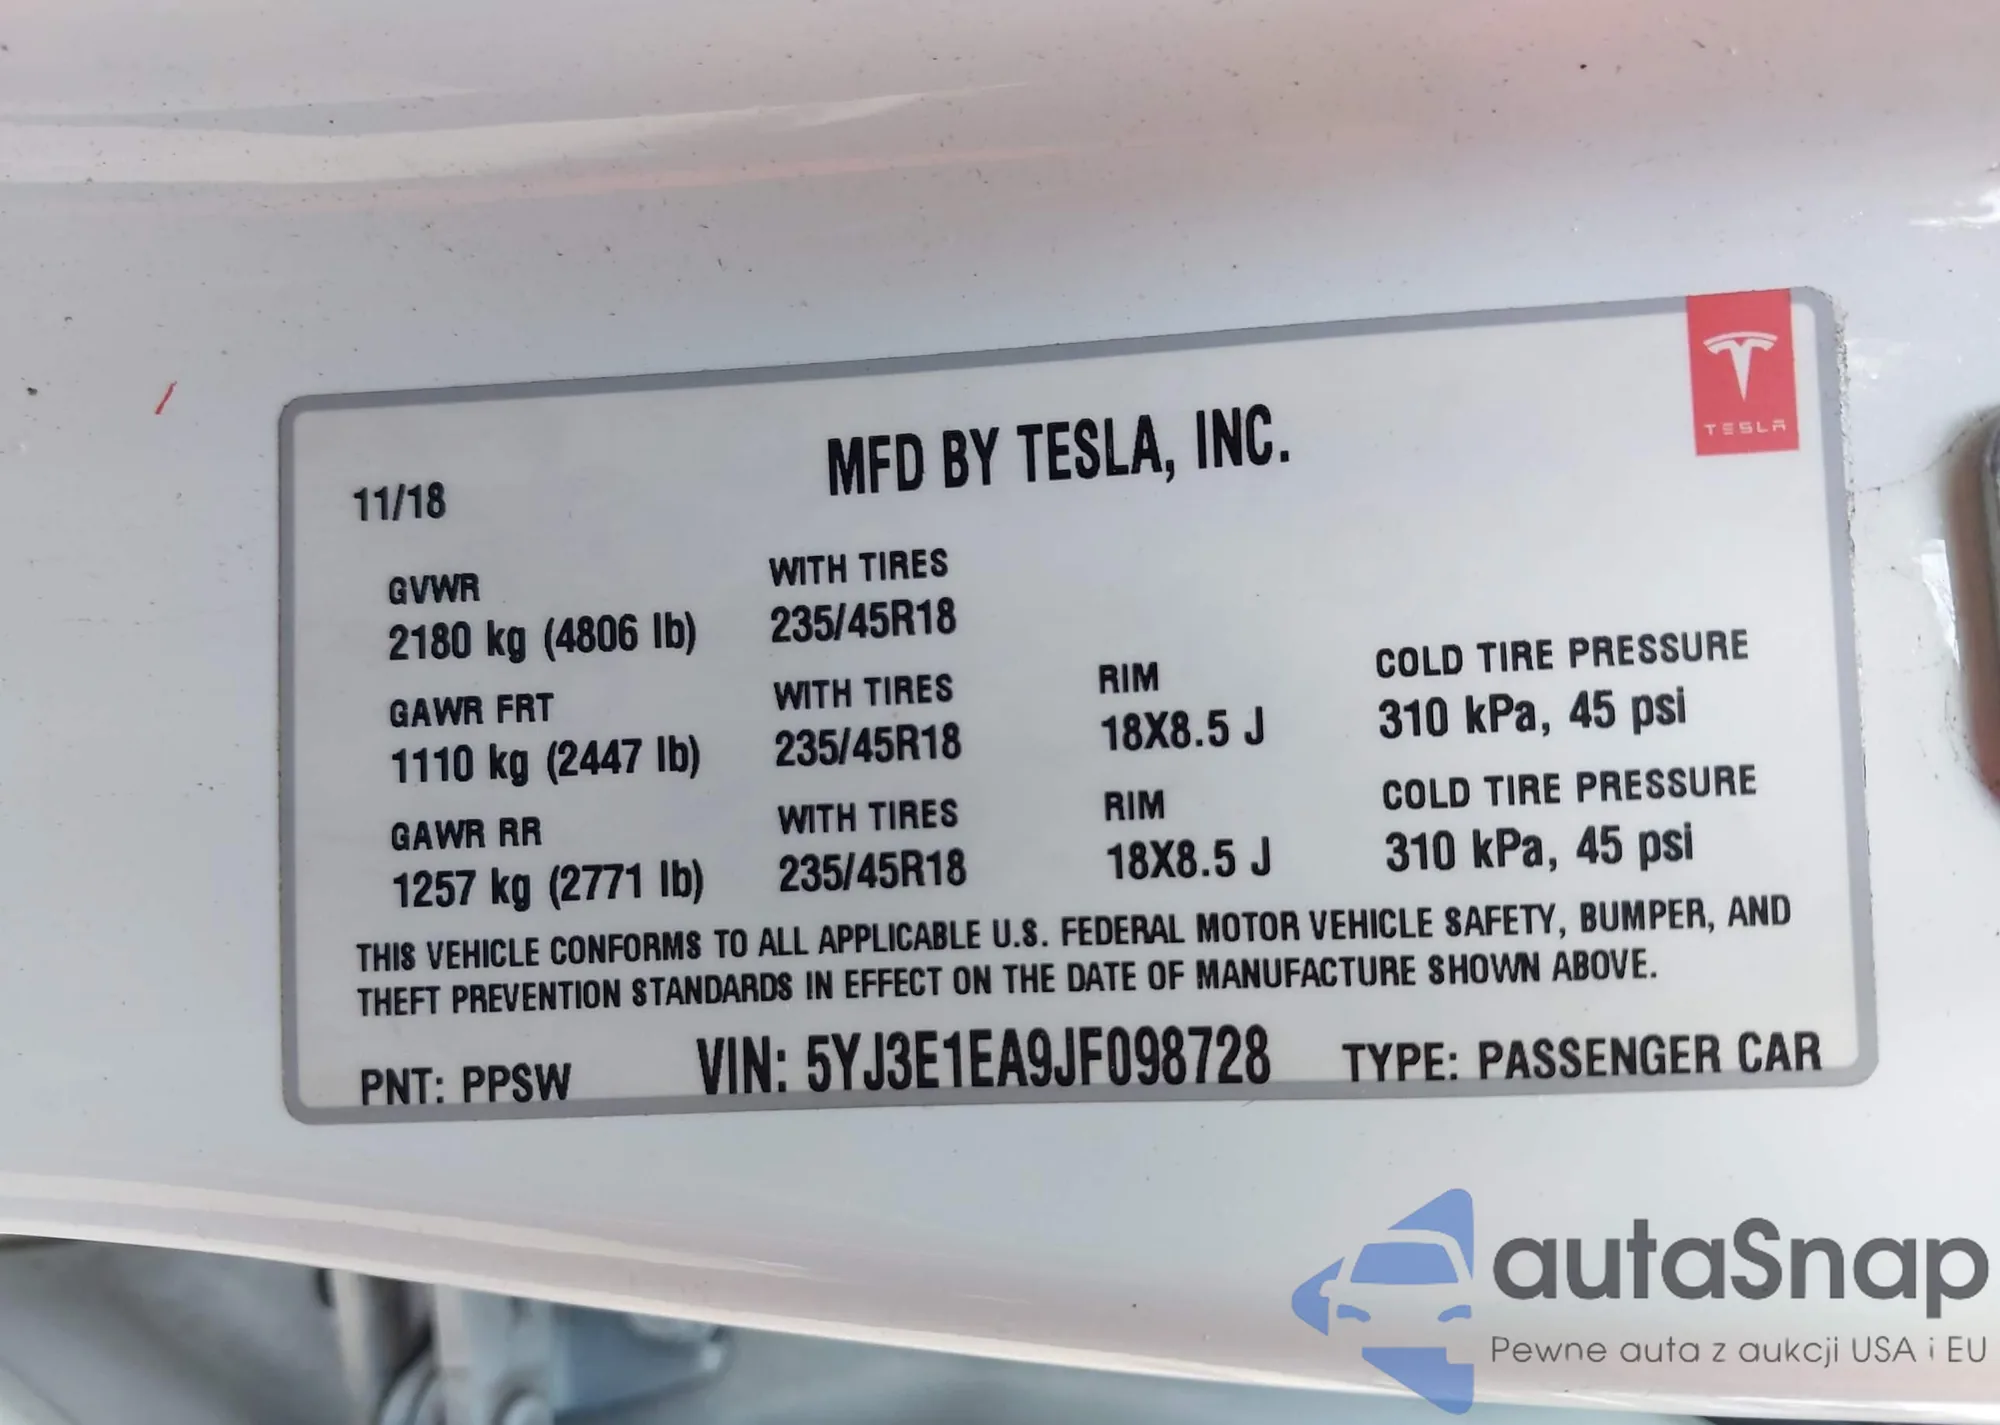 TESLA
MFD BY TESLA, INC.
11/18
GVWR WITH TIRES
2180 kg (4806 lb) 235/45R18
GAWR FRT WITH TIRES RIM COLD TIRE PRESSURE
1110 kg (2447 lb) 235/45R18 18X8.5 J 310 kPa, 45 psi
GAWR RR WITH TIRES RIM COLD TIRE PRESSURE
1257 kg (2771 lb) 235/45R18 18X8.5 J 310 kPa, 45 psi
THIS VEHICLE CONFORMS TO ALL APPLICABLE U.S. FEDERAL MOTOR VEHICLE SAFETY, BUMPER, AND
THEFT PREVENTION STANDARDS IN EFFECT ON THE DATE OF MANUFACTURE SHOWN ABOVE.
PNT: PPSW VIN: 5YJ3E1EA9JF098728 TYPE: PASSENGER CAR
autaSnap
Pewne auta z aukcji USA i EU